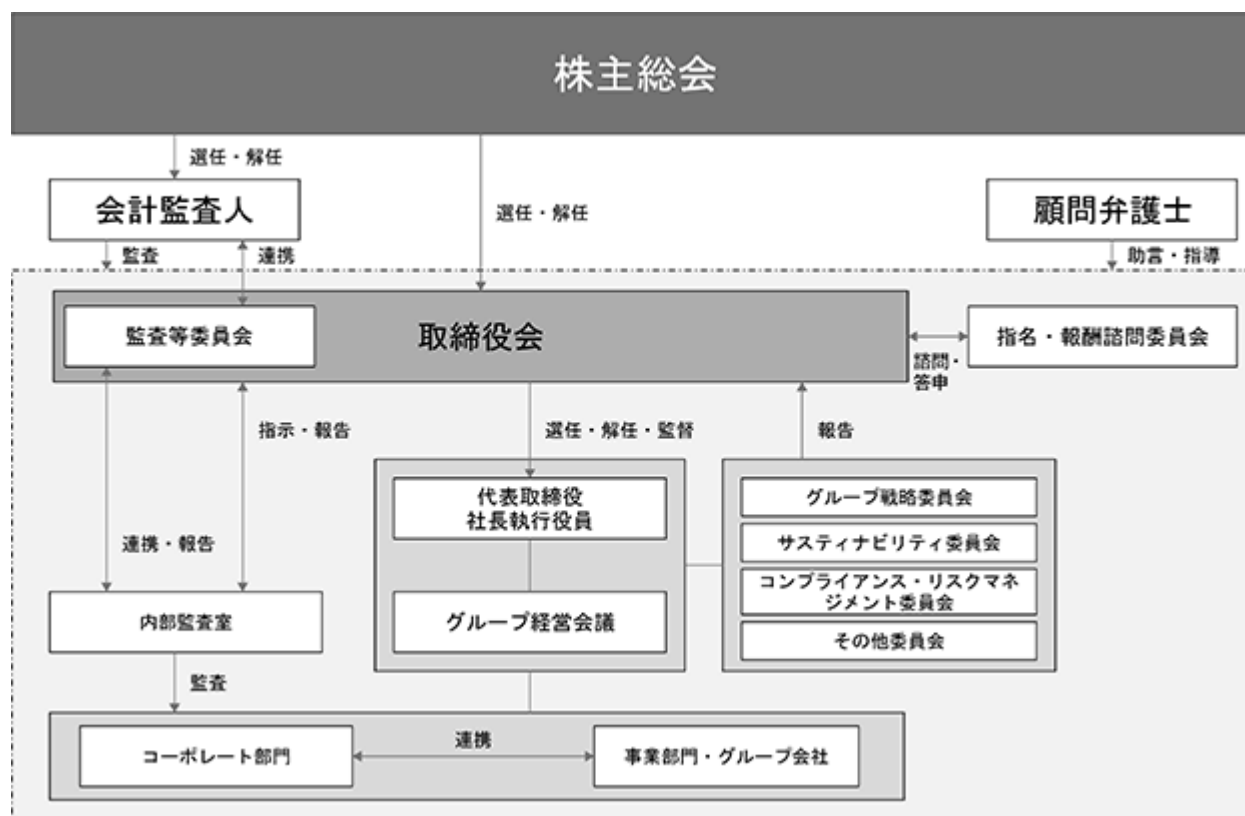 株主総会
選任・解任
会計監査人
選任・解任
顧問弁護士
監査
連携
助言・指導
監査等委員会
取締役会
指名・報酬諮問委員会
諮問・
答申
指示・報告
選任・解任・監督
報告
代表取締役
社長執行役員
グループ戦略委員会
サスティナビリティ委員会
連携・報告
コンプライアンス・リスクマネ
ジメント委員会
内部監査室
グループ経営会議
その他委員会
監査
コーポレート部門
連携
事業部門・グループ会社